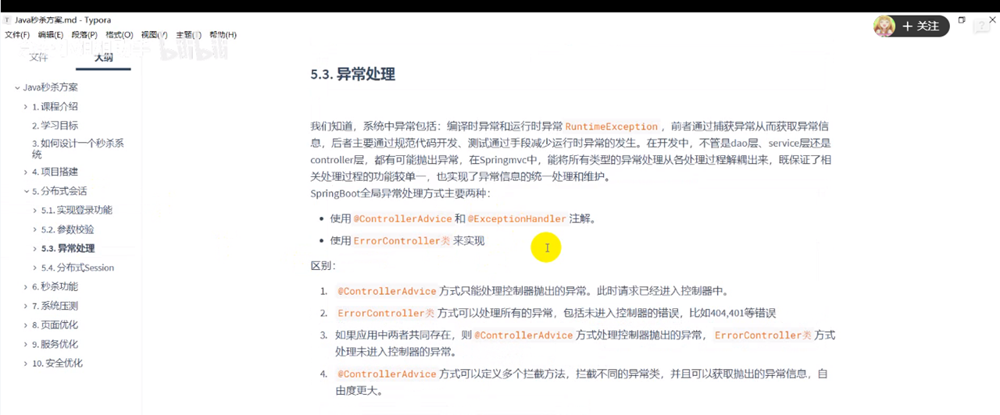 Java秒杀方案.md - Typora
+ 关注
文件(F) 编辑(E) 段落(P) 格式(O) 视图(V) 主题(T) 帮助(H)
bilibili
文件 大纲
Java秒杀方案
1. 课程介绍
2. 学习目标
3. 如何设计一个秒杀系
统
4. 项目搭建
5. 分布式会话
5.1. 实现登录功能
5.2. 参数校验
5.3. 异常处理
5.4. 分布式Session
6. 秒杀功能
7. 系统压测
8. 页面优化
9. 服务优化
10. 安全优化
5.3. 异常处理
我们知道，系统中异常包括：编译时异常和运行时异常 RuntimeException ，前者通过捕获异常从而获取异常信
息，后者主要通过规范代码开发、测试通过手段减少运行时异常的发生。在开发中，不管是dao层、service层还是
controller层，都有可能抛出异常，在Springmvc中，能将所有类型的异常处理从各处理过程解耦出来，既保证了相
关处理过程的功能较单一，也实现了异常信息的统一处理和维护。
SpringBoot全局异常处理方式主要两种：
• 使用 @ControllerAdvice 和 @ExceptionHandler 注解。
• 使用 ErrorController类 来实现
区别：
1. @ControllerAdvice 方式只能处理控制器抛出的异常。此时请求已经进入控制器中。
2. ErrorController类 方式可以处理所有的异常，包括未进入控制器的错误，比如404,401等错误
3. 如果应用中两者共同存在，则 @ControllerAdvice 方式处理控制器抛出的异常， ErrorController类 方式
处理未进入控制器的异常。
4. @ControllerAdvice 方式可以定义多个拦截方法，拦截不同的异常类，并且可以获取抛出的异常信息，自
由度更大。